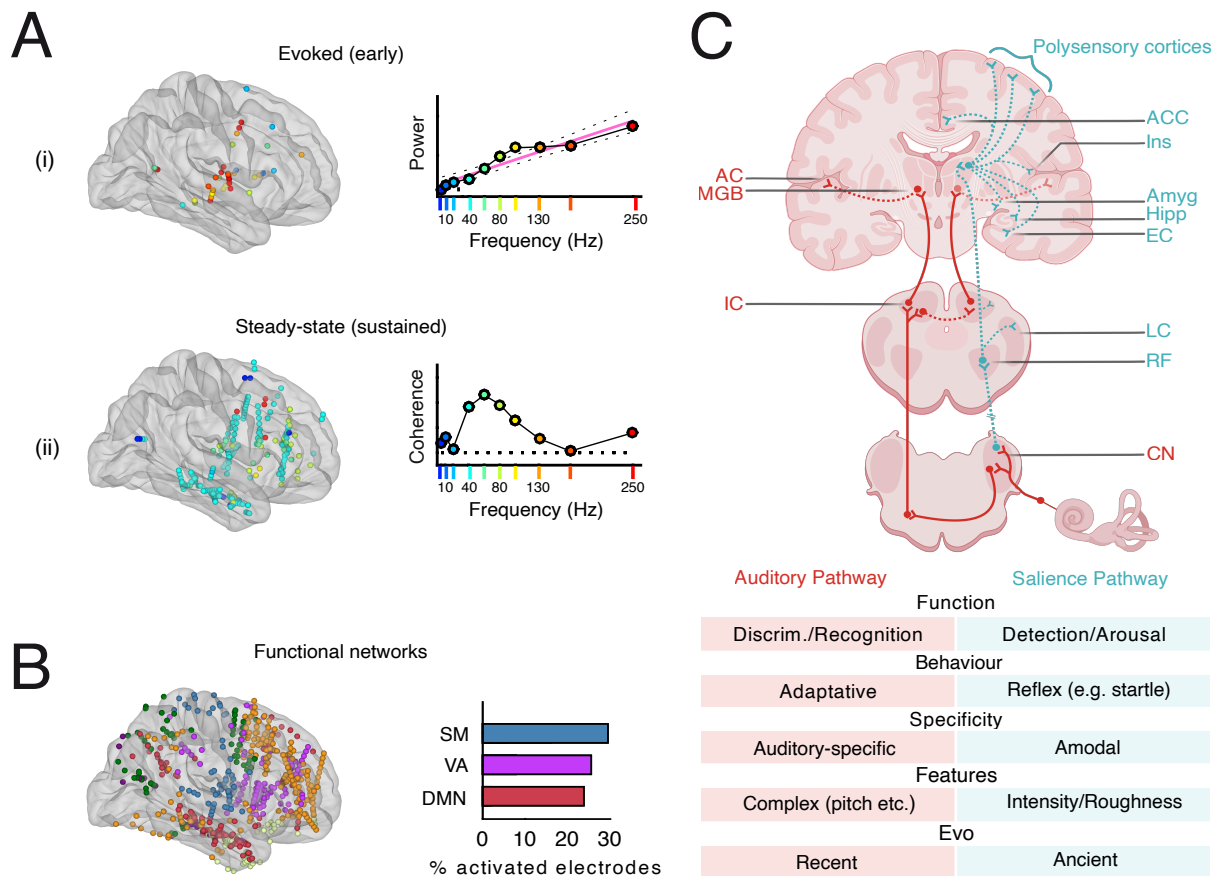 A
Evoked (early)
(i)
Power
10 40 80 130 250
Frequency (Hz)
Steady-state (sustained)
(ii)
Coherence
10 40 80 130 250
Frequency (Hz)
B
Functional networks
SM
VA
DMN
0 10 20 30
% activated electrodes
C
Polysensory cortices
ACC
Ins
AC
MGB
Amyg
Hipp
EC
IC
LC
RF
CN
Auditory Pathway Salience Pathway
Function
Discrim./Recognition Detection/Arousal
Behaviour
Adaptative Reflex (e.g. startle)
Specificity
Auditory-specific Amodal
Features
Complex (pitch etc.) Intensity/Roughness
Evo
Recent Ancient